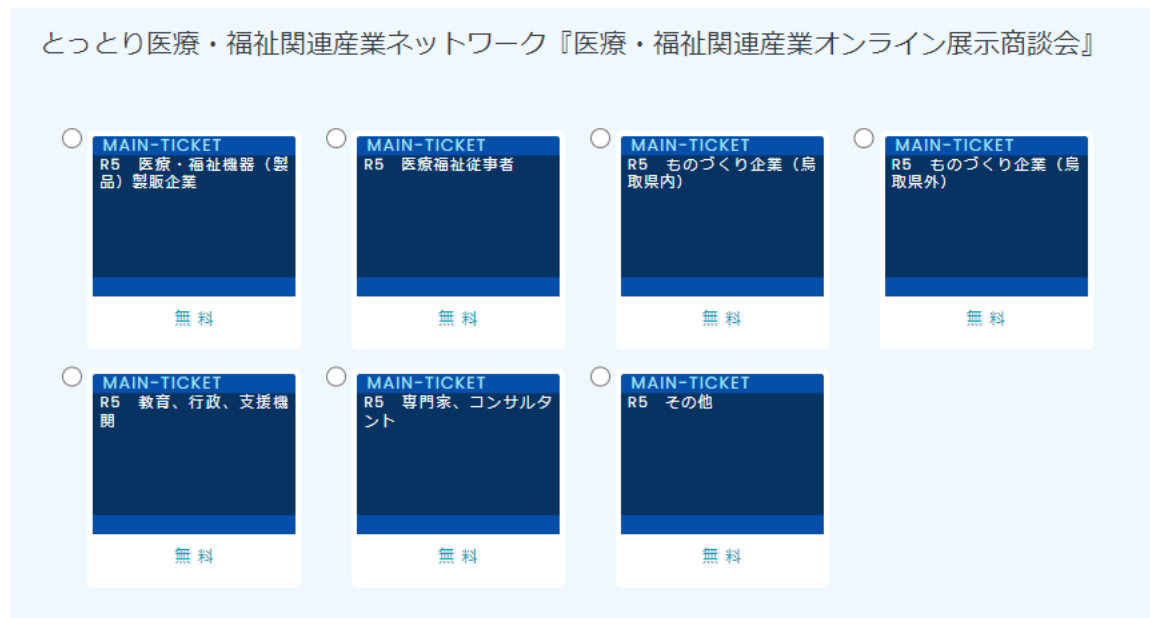 とっとり医療・福祉関連産業ネットワーク『医療・福祉関連産業オンライン展示商談会』
MAIN-TICKET
R5　医療・福祉機器（製
品）製販企業
無料
MAIN-TICKET
R5　医療福祉従事者
無料
MAIN-TICKET
R5　ものづくり企業（鳥
取県内）
無料
MAIN-TICKET
R5　ものづくり企業（鳥
取県外）
無料
MAIN-TICKET
R5　教育、行政、支援機
関
無料
MAIN-TICKET
R5　専門家、コンサルタ
ント
無料
MAIN-TICKET
R5　その他
無料